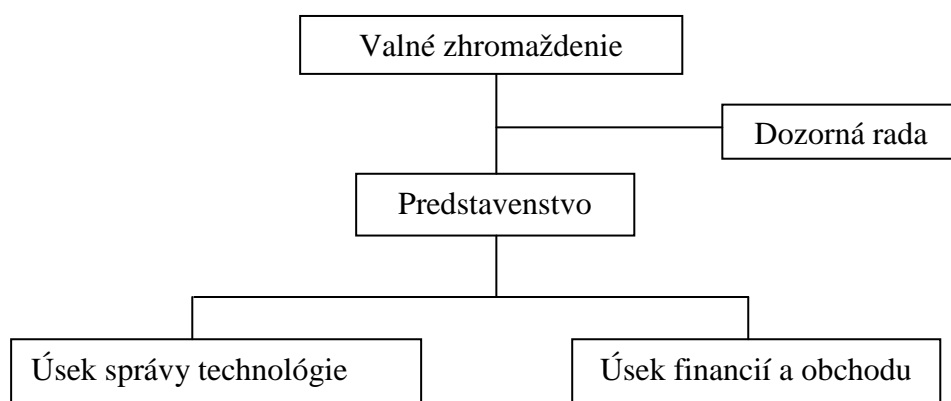 Valné zhromaždenie
Dozorná rada
Predstavenstvo
Úsek správy technológie
Úsek financií a obchodu